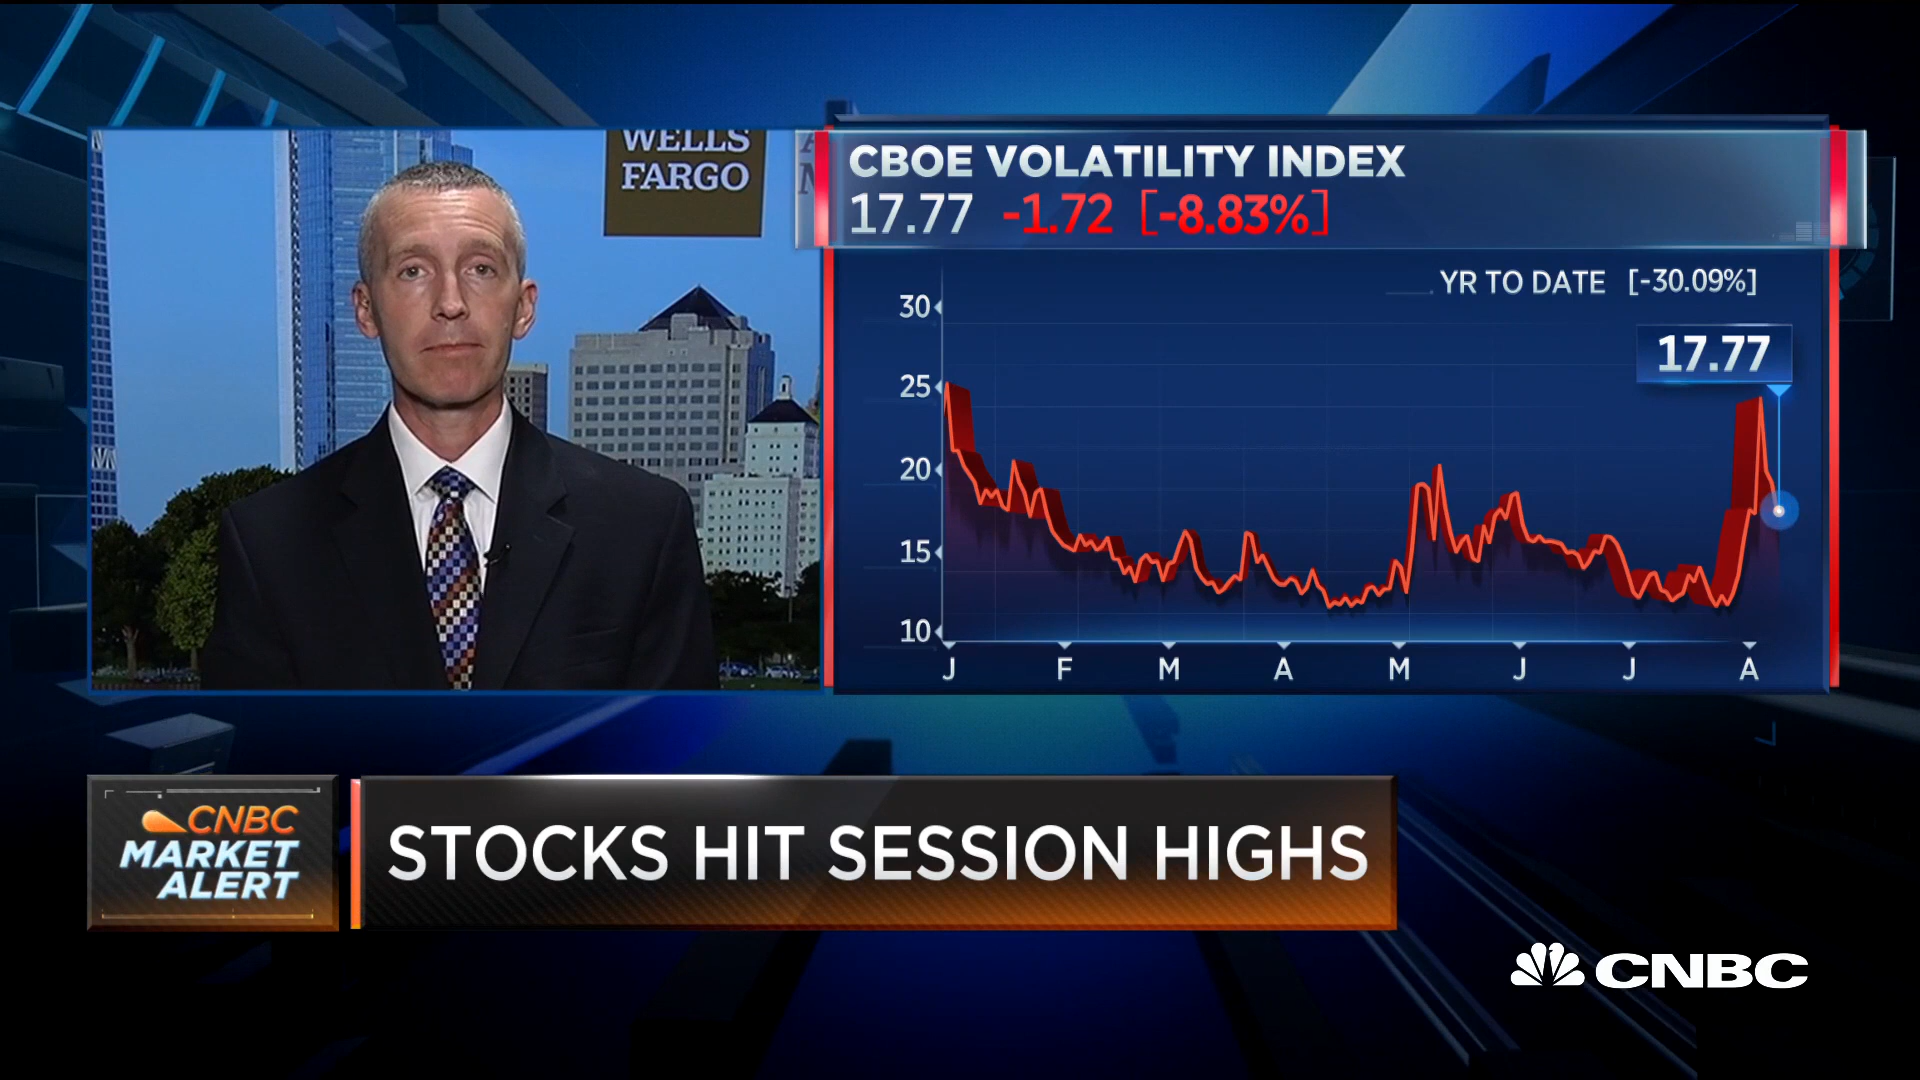 WELLS
FARGO
CBOE VOLATILITY INDEX
17.77 -1.72 [-8.83%]
YR TO DATE [-30.09%]
17.77
30
25
20
15
10
J F M A M J J A
CNBC
MARKET
ALERT
STOCKS HIT SESSION HIGHS
CNBC